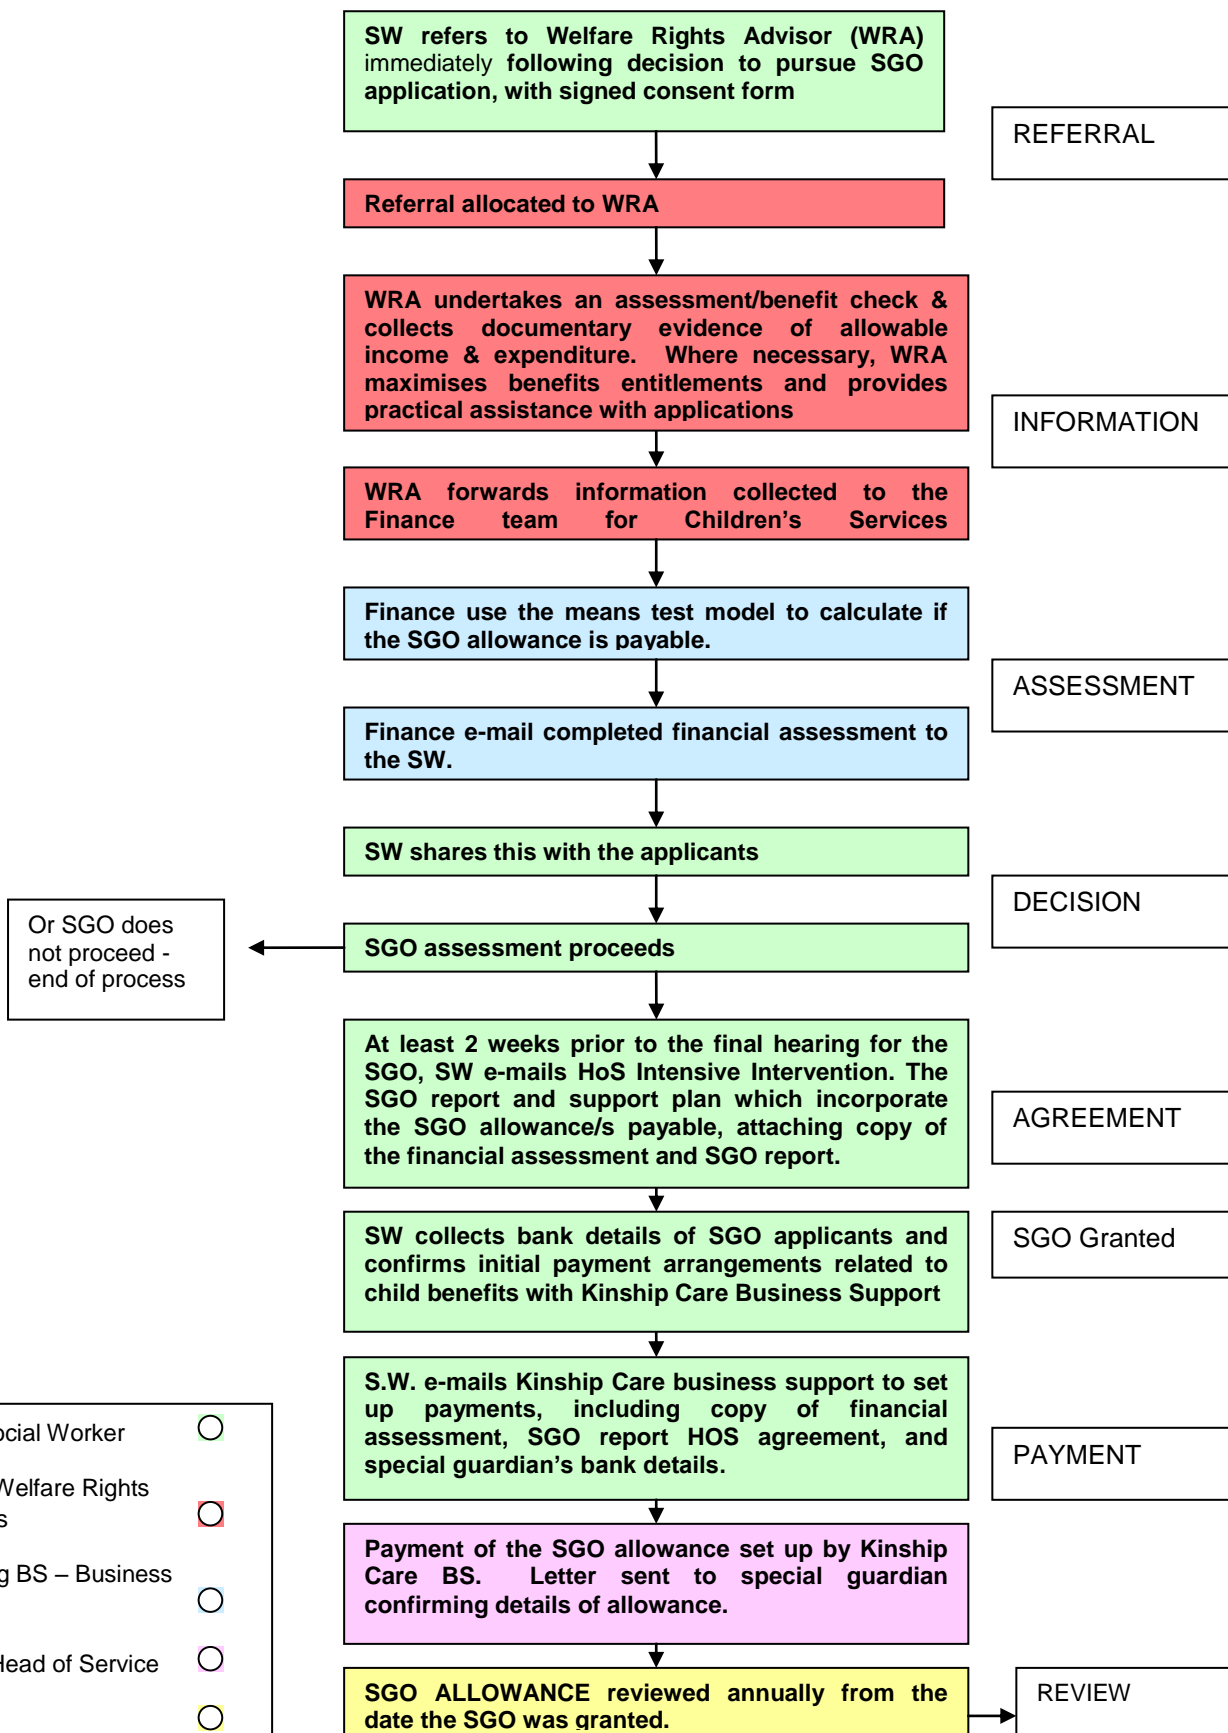 SW refers to Welfare Rights Advisor (WRA)
immediately following decision to pursue SGO
application, with signed consent form
REFERRAL
Referral allocated to WRA
WRA undertakes an assessment/benefit check &
collects documentary evidence of allowable
income & expenditure. Where necessary, WRA
maximises benefits entitlements and provides
practical assistance with applications
INFORMATION
WRA forwards information collected to the
Finance team for Children's Services
Finance use the means test model to calculate if
the SGO allowance is payable.
ASSESSMENT
Finance e-mail completed financial assessment to
the SW.
SW shares this with the applicants
DECISION
Or SGO does
not proceed -
end of process
SGO assessment proceeds
At least 2 weeks prior to the final hearing for the
SGO, SW e-mails HoS Intensive Intervention. The
SGO report and support plan which incorporate
the SGO allowance/s payable, attaching copy of
the financial assessment and SGO report.
AGREEMENT
SW collects bank details of SGO applicants and
confirms initial payment arrangements related to
child benefits with Kinship Care Business Support
SGO Granted
S.W. e-mails Kinship Care business support to set
up payments, including copy of financial
assessment, SGO report HOS agreement, and
special guardian's bank details.
PAYMENT
ocial Worker
Welfare Rights
s
g BS – Business
Head of Service
Payment of the SGO allowance set up by Kinship
Care BS. Letter sent to special guardian
confirming details of allowance.
SGO ALLOWANCE reviewed annually from the
date the SGO was granted.
REVIEW